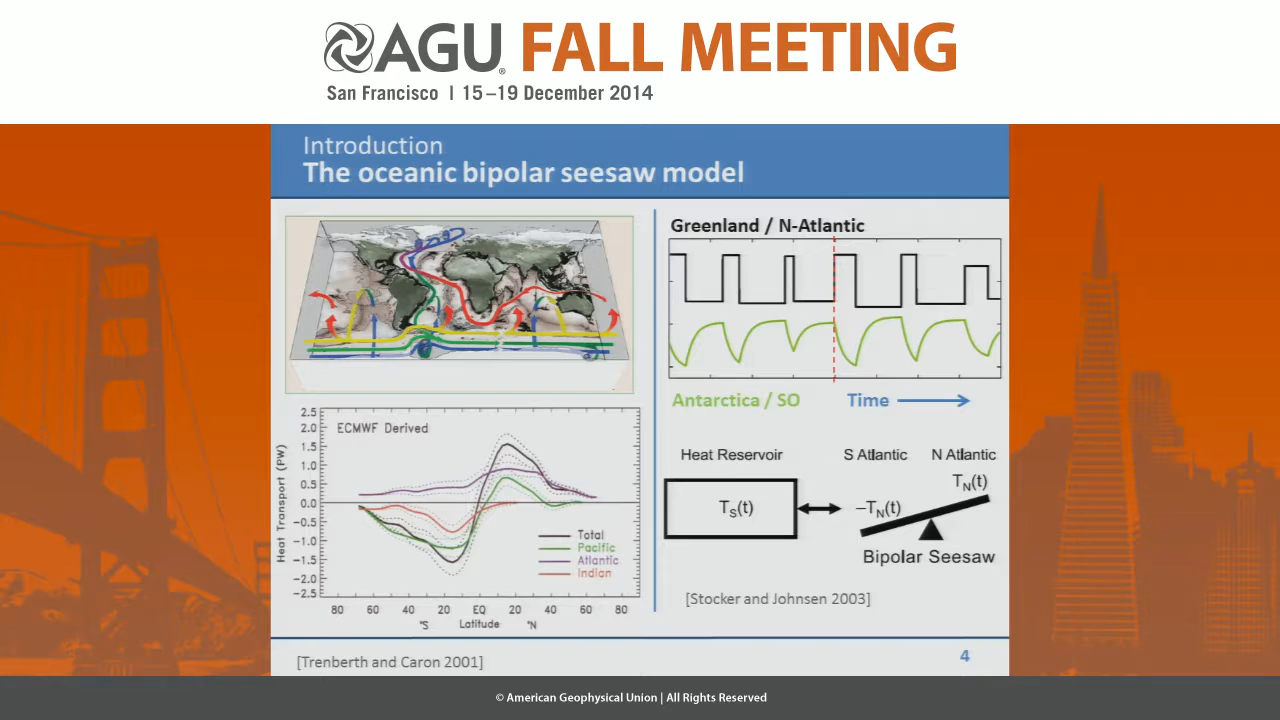 AGU FALL MEETING
San Francisco | 15–19 December 2014
Introduction
The oceanic bipolar seesaw model
Greenland / N-Atlantic
Antarctica / SO
Time
2.5
2.0
1.5
1.0
0.5
0.0
−0.5
−1.0
−1.5
−2.0
−2.5
Heat Transport (PW)
ECMWF Derived
Total
Pacific
Atlantic
Indian
80 60 40 20 EQ 20 40 60 80
°S Latitude °N
Heat Reservoir
S Atlantic
N Atlantic
TN(t)
TS(t)
−TN(t)
Bipolar Seesaw
[Stocker and Johnsen 2003]
[Trenberth and Caron 2001]
4
© American Geophysical Union | All Rights Reserved